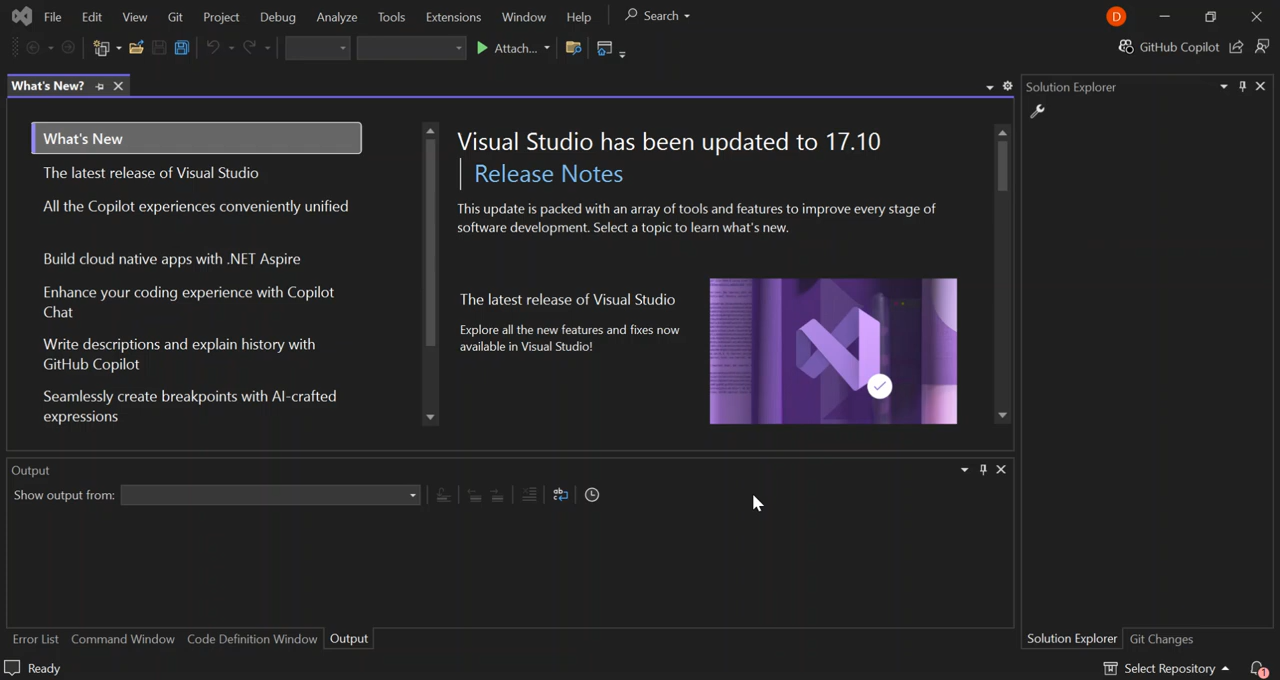 File Edit View Git Project Debug Analyze Tools Extensions Window Help Search D
Attach... GitHub Copilot
What's New? Solution Explorer
What's New
The latest release of Visual Studio
All the Copilot experiences conveniently unified
Build cloud native apps with .NET Aspire
Enhance your coding experience with Copilot
Chat
Write descriptions and explain history with
GitHub Copilot
Seamlessly create breakpoints with AI-crafted
expressions
Visual Studio has been updated to 17.10
Release Notes
This update is packed with an array of tools and features to improve every stage of
software development. Select a topic to learn what's new.
The latest release of Visual Studio
Explore all the new features and fixes now
available in Visual Studio!
Output
Show output from:
Error List Command Window Code Definition Window Output Solution Explorer Git Changes
Ready Select Repository 1